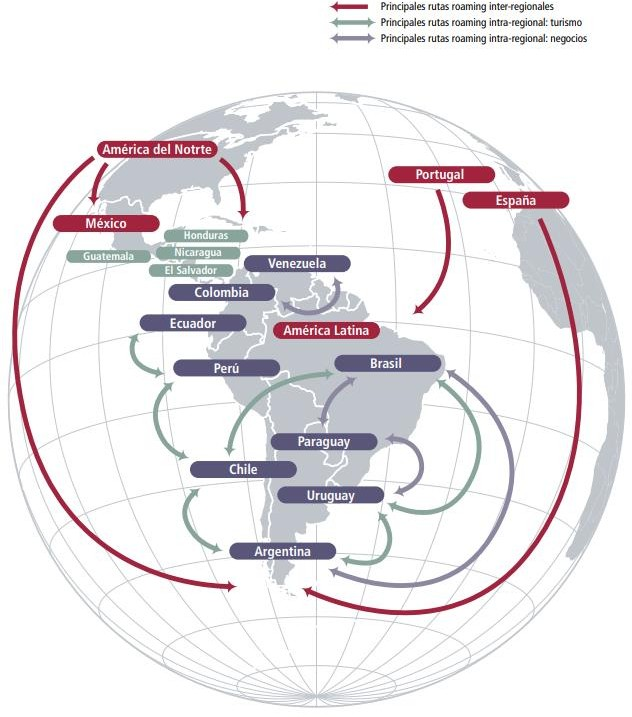 Principales rutas roaming inter-regionales
Principales rutas roaming intra-regional: turismo
Principales rutas roaming intra-regional: negocios
América del Notrte
Portugal
España
México
Honduras
Guatemala
Nicaragua
El Salvador
Venezuela
Colombia
Ecuador
América Latina
Perú
Brasil
Paraguay
Chile
Uruguay
Argentina